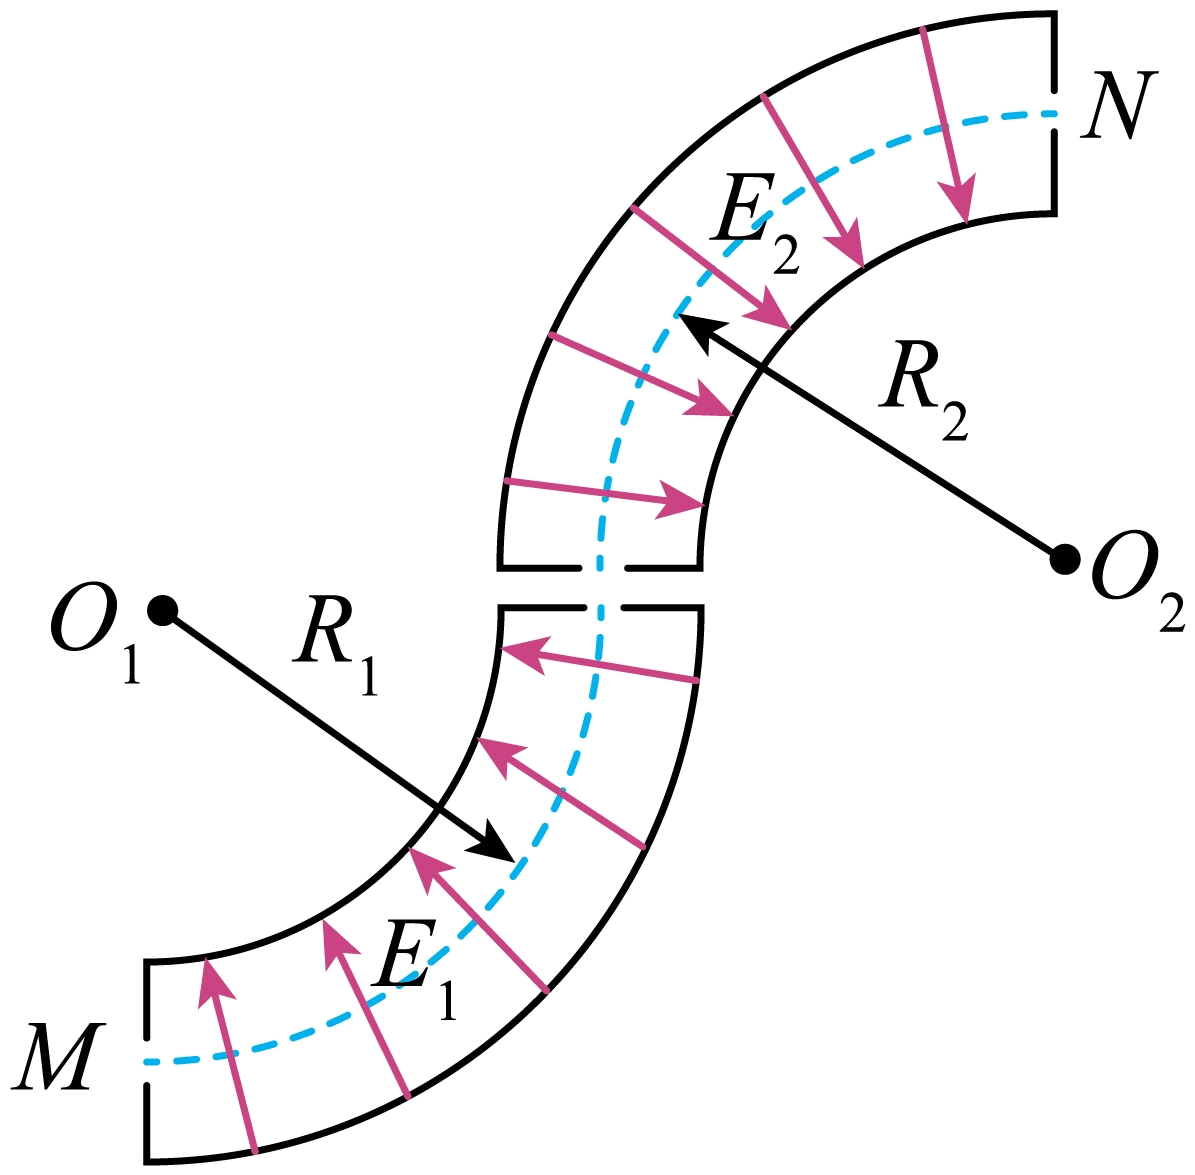 N
E₂
R₂
O₁
R₁
O₂
E₁
M